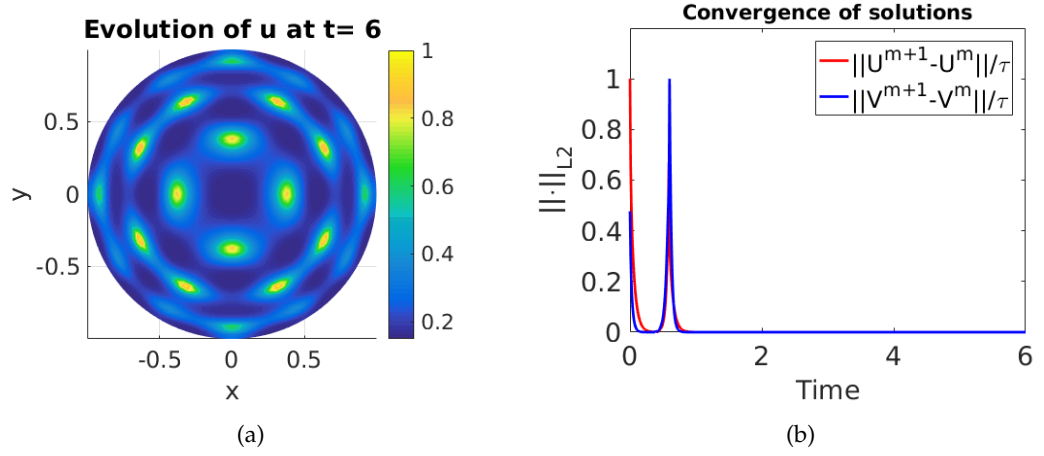 Evolution of u at t= 6
1
0.8
0.6
0.4
0.2
0.5
0
-0.5
y
-0.5
0
0.5
x
(a)
Convergence of solutions
||U^{m+1}-U^m||/τ
||V^{m+1}-V^m||/τ
1
0.8
0.6
0.4
0.2
0
||·||_{L2}
0
2
4
6
Time
(b)